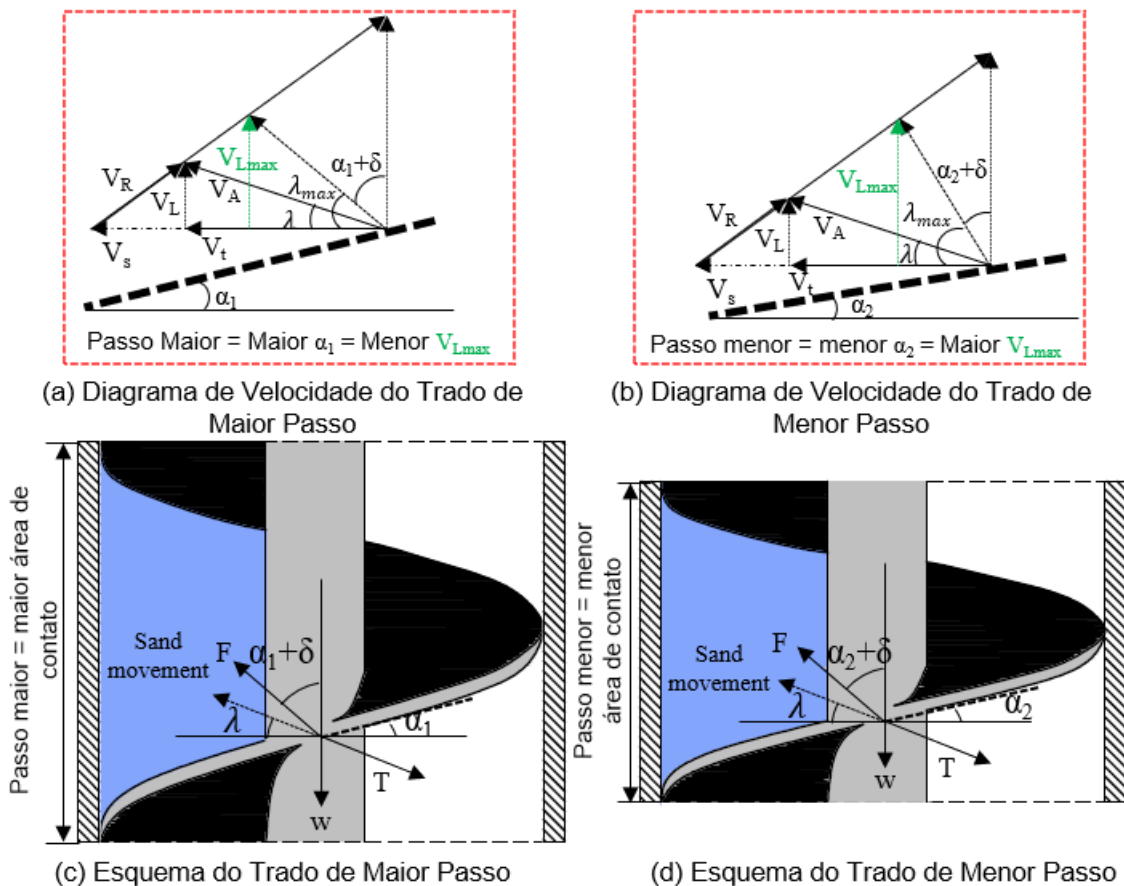 V_R
V_L
V_Lmax
V_A
λ_max
λ
α₁+δ
V_s
V_t
α₁
Passo Maior = Maior α₁ = Menor V_Lmax
(a) Diagrama de Velocidade do Trado de
Maior Passo
V_R
V_L
V_Lmax
V_A
λ_max
λ
α₂+δ
V_s
V_t
α₂
Passo menor = menor α₂ = Maior V_Lmax
(b) Diagrama de Velocidade do Trado de
Menor Passo
Passo maior = maior área de
contato
Sand
movement
F
α₁+δ
λ
α₁
T
w
(c) Esquema do Trado de Maior Passo
Passo menor = menor
área de contato
Sand
movement
F
α₂+δ
λ
α₂
T
w
(d) Esquema do Trado de Menor Passo